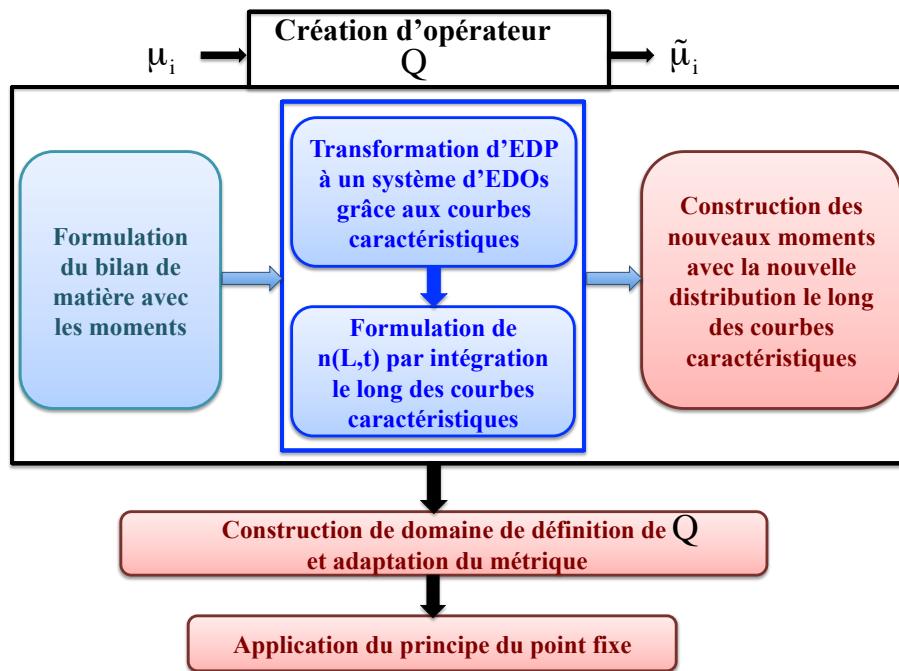 Création d'opérateur
μi
Q
μ̃i
Formulation
du bilan de
matière avec
les moments
Transformation d'EDP
à un système d'EDOs
grâce aux courbes
caractéristiques
Formulation de
n(L,t) par intégration
le long des courbes
caractéristiques
Construction des
nouveaux moments
avec la nouvelle
distribution le long
des courbes
caractéristiques
Construction de domaine de définition de Q
et adaptation du métrique
Application du principe du point fixe